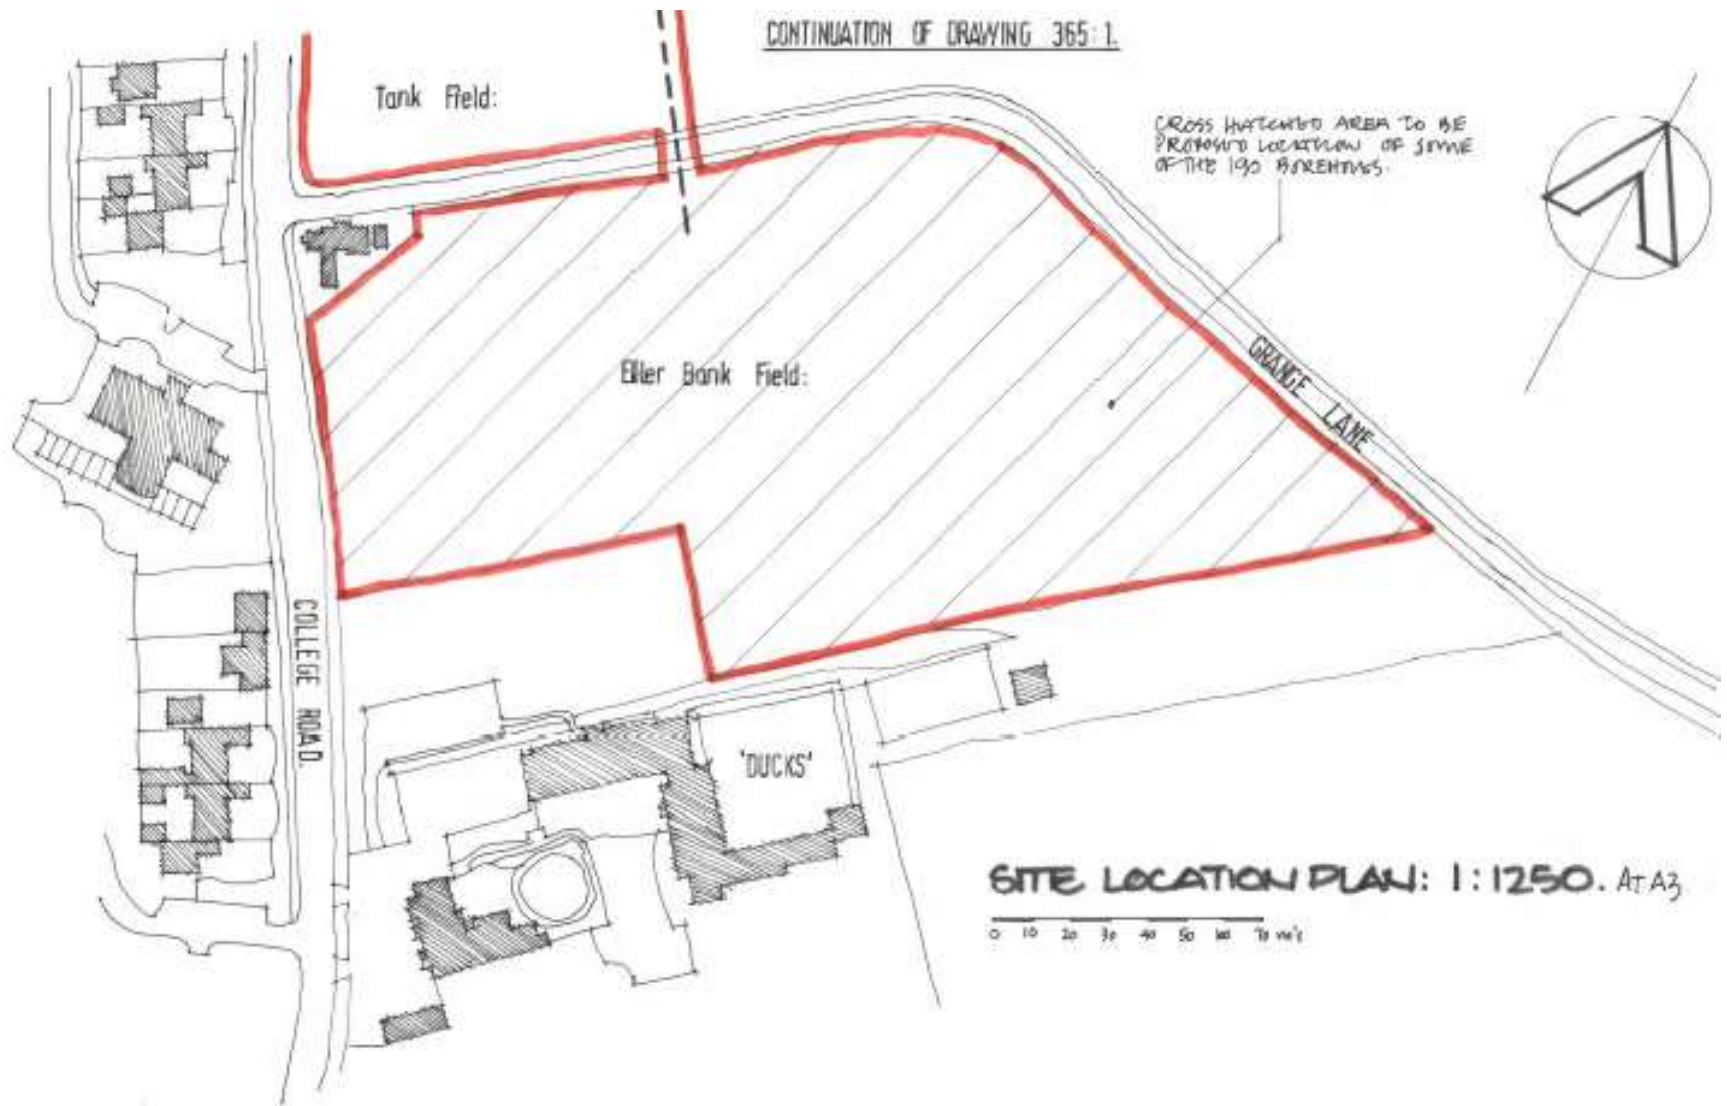 CONTINUATION OF DRAWING 365:1.
Tank Field:
CROSS HATCHED AREA TO BE
PROPOSED LOCATION OF SOME
OF THE 190 BOREHOLES.
Eller Bank Field:
GRANGE LANE
COLLEGE ROAD.
'DUCKS'
SITE LOCATION PLAN: 1:1250. AT A3
0 10 20 30 40 50 60 70 m's